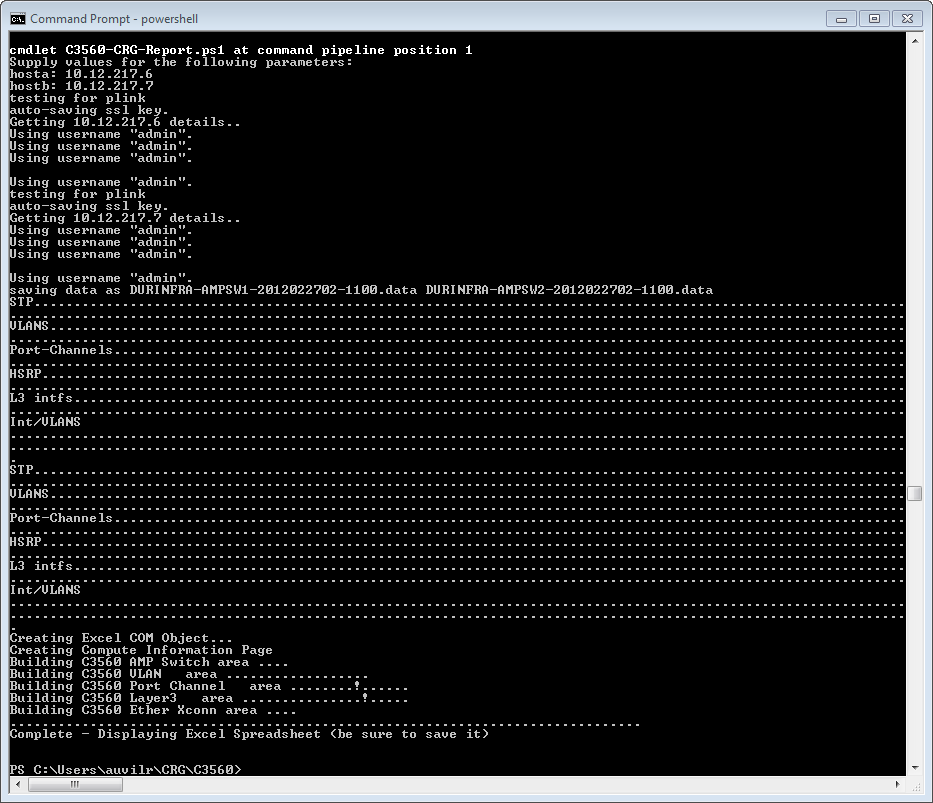 Command Prompt - powershell
cmdlet C3560-CRG-Report.ps1 at command pipeline position 1
Supply values for the following parameters:
hosta: 10.12.217.6
hostb: 10.12.217.7
testing for plink
auto-saving ssl key.
Getting 10.12.217.6 details..
Using username "admin".
Using username "admin".
Using username "admin".
Using username "admin".
testing for plink
auto-saving ssl key.
Getting 10.12.217.7 details..
Using username "admin".
Using username "admin".
Using username "admin".
Using username "admin".
saving data as DURINFRA-AMPSW1-2012022702-1100.data DURINFRA-AMPSW2-2012022702-1100.data
STP.............................................................................................................
................................................................................................................
VLANS...........................................................................................................
................................................................................................................
Port-Channels...................................................................................................
................................................................................................................
HSRP............................................................................................................
................................................................................................................
L3 intfs........................................................................................................
................................................................................................................
Int/VLANS
................................................................................................................
................................................................................................................
.
STP.............................................................................................................
................................................................................................................
VLANS...........................................................................................................
................................................................................................................
Port-Channels...................................................................................................
................................................................................................................
HSRP............................................................................................................
................................................................................................................
L3 intfs........................................................................................................
................................................................................................................
Int/VLANS
................................................................................................................
................................................................................................................
.
Creating Excel COM Object...
Creating Compute Information Page
Building C3560 AMP Switch area ....
Building C3560 VLAN   area ..................
Building C3560 Port Channel   area ........!......
Building C3560 Layer3   area ...............!.....
Building C3560 Ether Xconn area ....
...............................................................................
Complete - Displaying Excel Spreadsheet (be sure to save it)
PS C:\Users\auvilr\CRG\C3560>